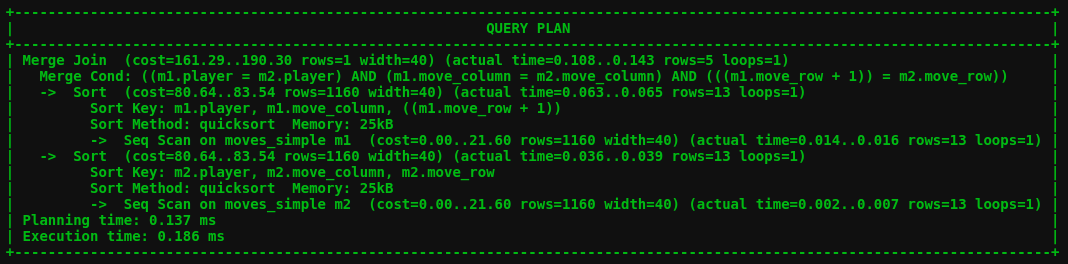 +---------------------------------------------------------------------------------------------------------------------------+
|                                                        QUERY PLAN                                                         |
+---------------------------------------------------------------------------------------------------------------------------+
| Merge Join  (cost=161.29..190.30 rows=1 width=40) (actual time=0.108..0.143 rows=5 loops=1)                               |
|   Merge Cond: ((m1.player = m2.player) AND (m1.move_column = m2.move_column) AND (((m1.move_row + 1)) = m2.move_row))     |
|   ->  Sort  (cost=80.64..83.54 rows=1160 width=40) (actual time=0.063..0.065 rows=13 loops=1)                             |
|         Sort Key: m1.player, m1.move_column, ((m1.move_row + 1))                                                          |
|         Sort Method: quicksort  Memory: 25kB                                                                              |
|         ->  Seq Scan on moves_simple m1  (cost=0.00..21.60 rows=1160 width=40) (actual time=0.014..0.016 rows=13 loops=1) |
|   ->  Sort  (cost=80.64..83.54 rows=1160 width=40) (actual time=0.036..0.039 rows=13 loops=1)                             |
|         Sort Key: m2.player, m2.move_column, m2.move_row                                                                  |
|         Sort Method: quicksort  Memory: 25kB                                                                              |
|         ->  Seq Scan on moves_simple m2  (cost=0.00..21.60 rows=1160 width=40) (actual time=0.002..0.007 rows=13 loops=1) |
| Planning time: 0.137 ms                                                                                                   |
| Execution time: 0.186 ms                                                                                                  |
+---------------------------------------------------------------------------------------------------------------------------+